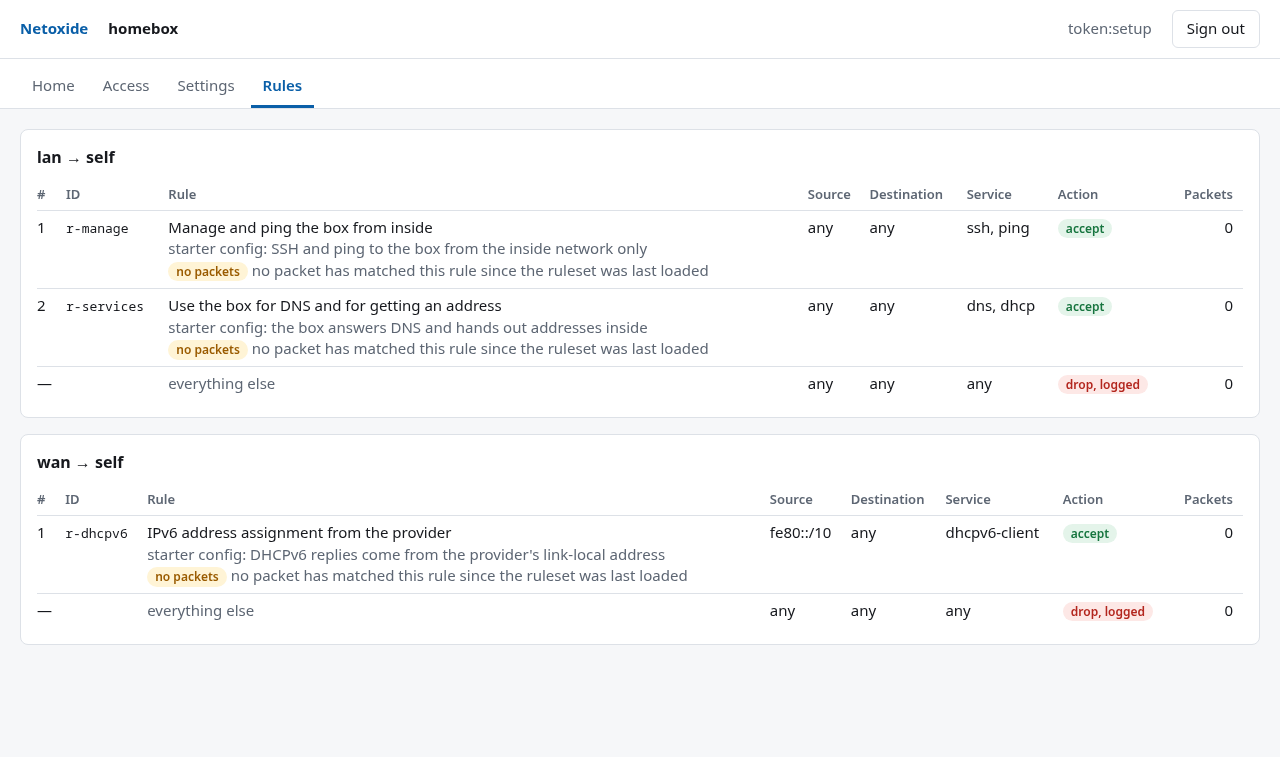 Netoxide homebox token:setup Sign out
Home Access Settings Rules
lan → self
# ID Rule Source Destination Service Action Packets
1 r-manage Manage and ping the box from inside any any ssh, ping accept 0
starter config: SSH and ping to the box from the inside network only
no packets no packet has matched this rule since the ruleset was last loaded
2 r-services Use the box for DNS and for getting an address any any dns, dhcp accept 0
starter config: the box answers DNS and hands out addresses inside
no packets no packet has matched this rule since the ruleset was last loaded
— everything else any any any drop, logged 0
wan → self
# ID Rule Source Destination Service Action Packets
1 r-dhcpv6 IPv6 address assignment from the provider fe80::/10 any dhcpv6-client accept 0
starter config: DHCPv6 replies come from the provider's link-local address
no packets no packet has matched this rule since the ruleset was last loaded
— everything else any any any drop, logged 0